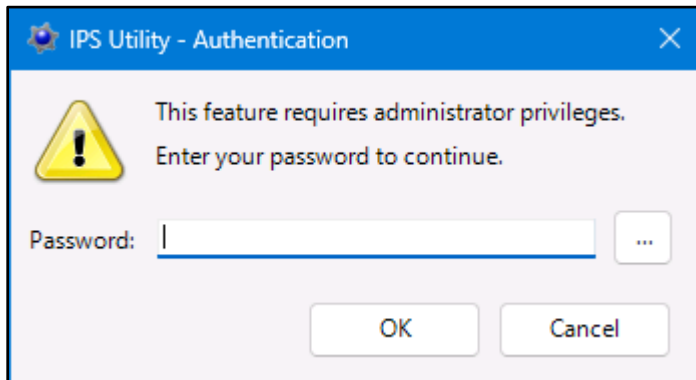 IPS Utility - Authentication
This feature requires administrator privileges.
Enter your password to continue.
Password:
...
OK Cancel